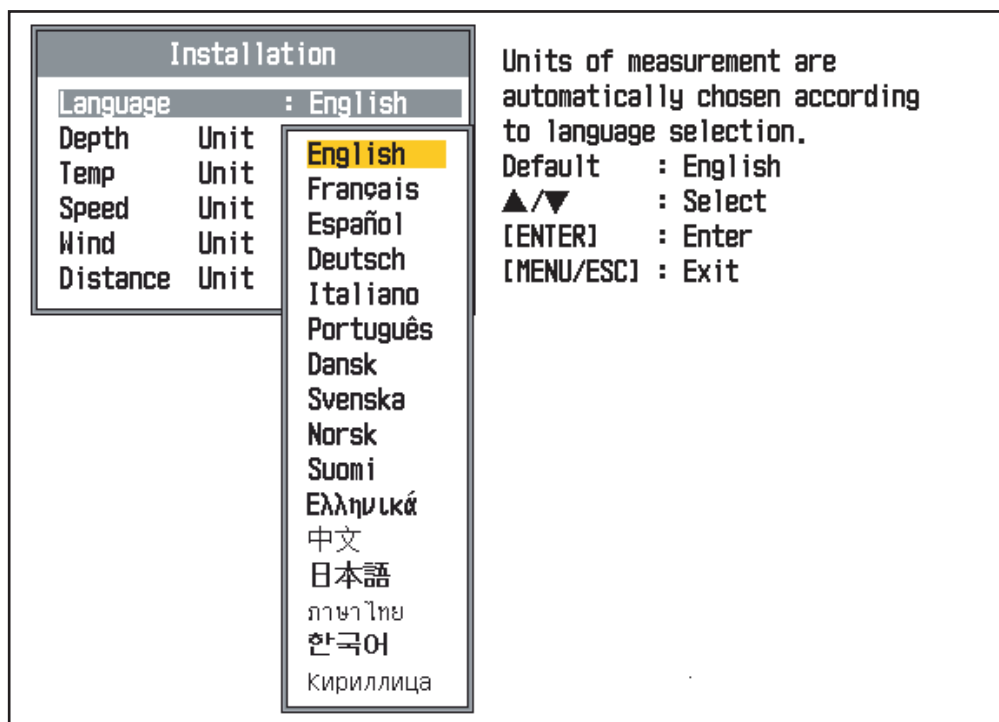 Installation
Language : English
Depth Unit
Temp Unit
Speed Unit
Wind Unit
Distance Unit
English
Français
Español
Deutsch
Italiano
Português
Dansk
Svenska
Norsk
Suomi
Ελληνικά
中文
日本語
ภาษาไทย
한국어
Кириллица
Units of measurement are
automatically chosen according
to language selection.
Default : English
▲/▼ : Select
[ENTER] : Enter
[MENU/ESC] : Exit